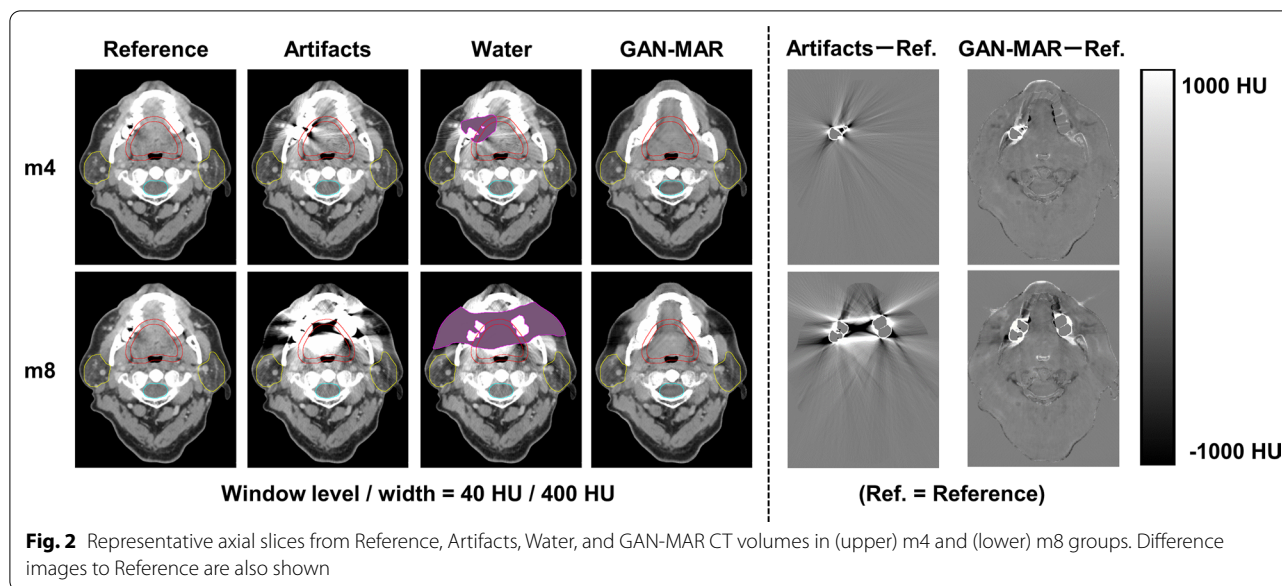 Reference Artifacts Water GAN-MAR Artifacts—Ref. GAN-MAR—Ref.
1000 HU
m4
m8
-1000 HU
Window level / width = 40 HU / 400 HU (Ref. = Reference)
Fig. 2 Representative axial slices from Reference, Artifacts, Water, and GAN-MAR CT volumes in (upper) m4 and (lower) m8 groups. Difference
images to Reference are also shown